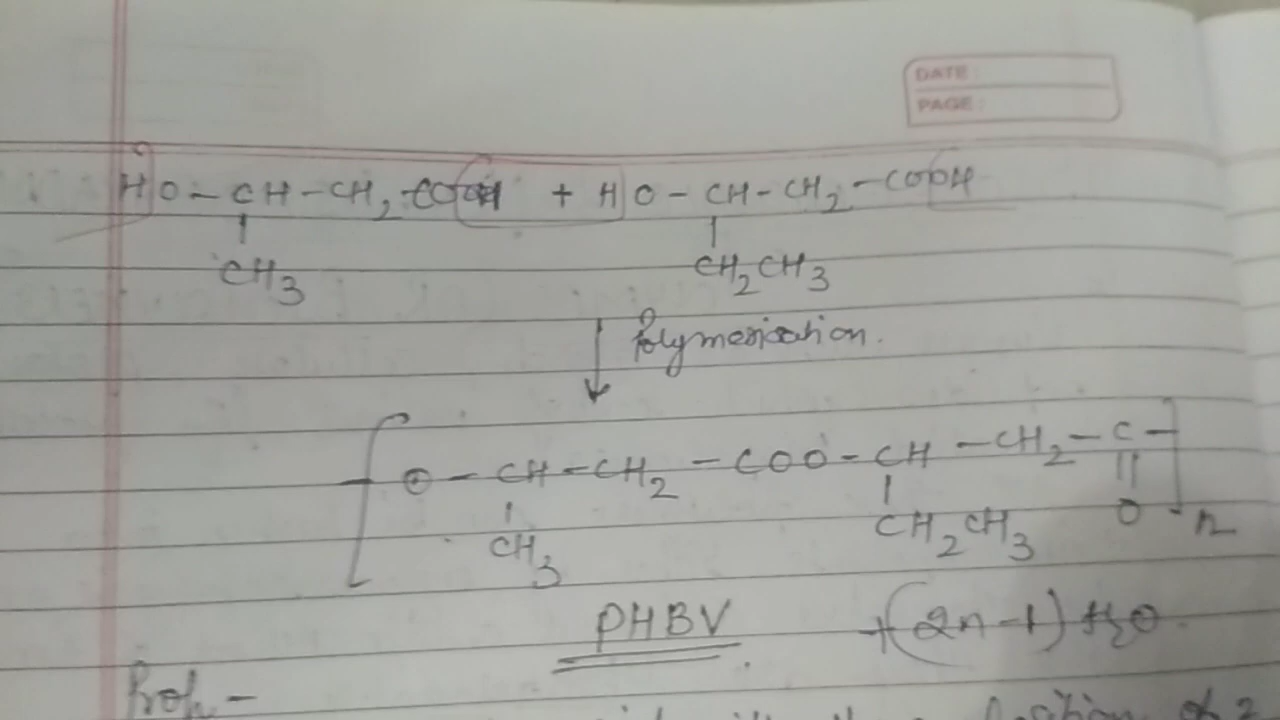 DATE :
PAGE :
HO – CH – CH2 – COOH + HO – CH – CH2 – COOH
CH3 CH2CH3
Polymerisation.
[ O – CH – CH2 – COO – CH – CH2 – C – ]n
CH3 CH2CH3 O
PHBV + (2n-1) H2O
Prop. –